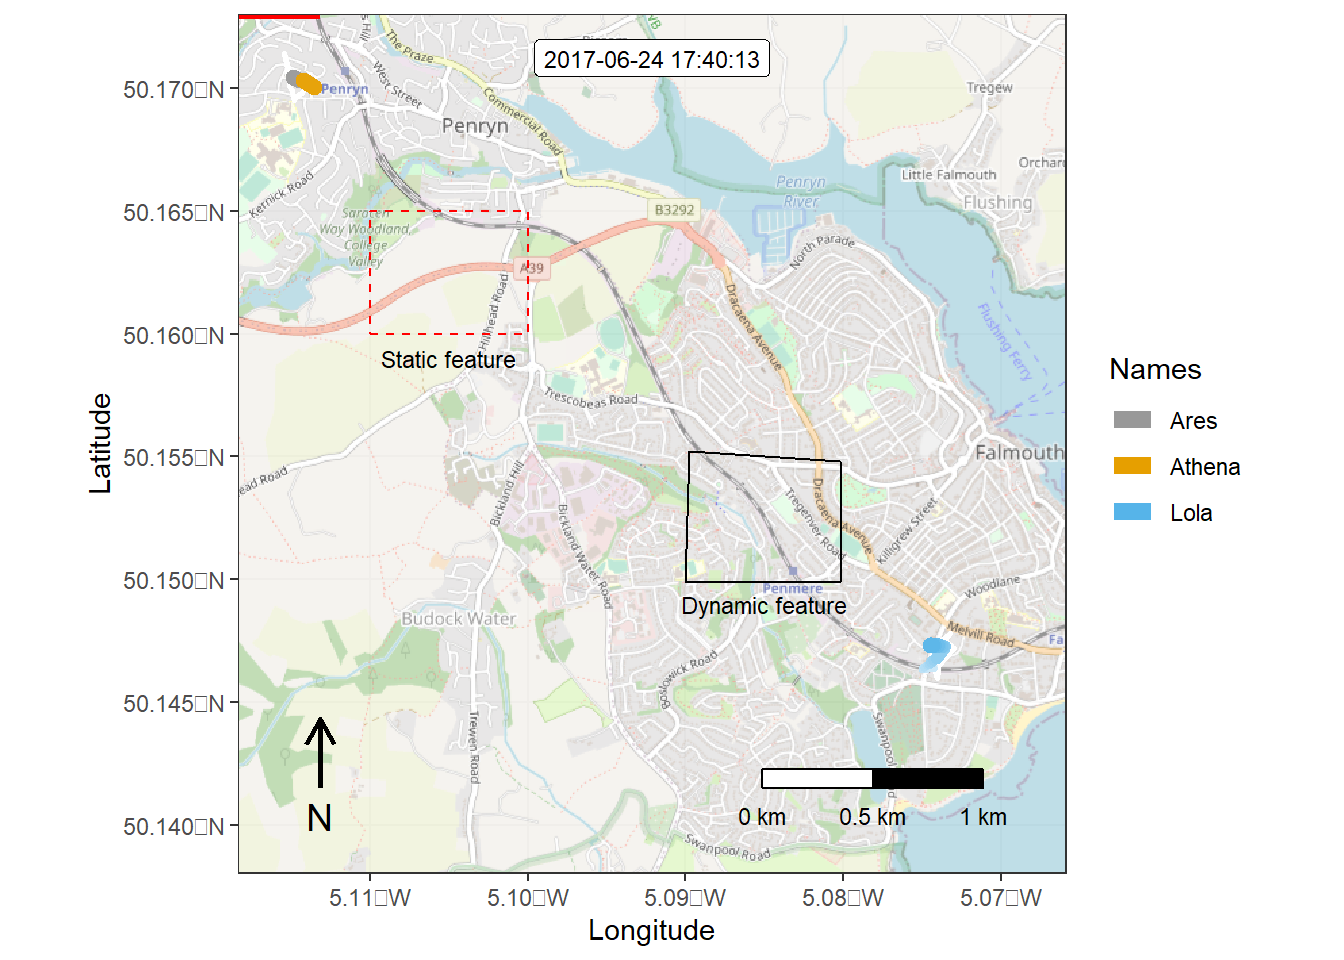 2017-06-24 17:40:13
The Praze
West Street
Penryn
Commercial Road
Penryn
Tregew
Orchar
Little Falmouth
Flushing
Penryn
River
Kernick Road
Saracen
Way Woodland,
College
Valley
B3292
North Parade
A39
Hillhead Road
Dracaena Avenue
Flushing Ferry
Static feature
Trescobeas Road
Falmouth
ead Road
Bickland Hill
Bickland Water Road
Tregenver Road
Dracaena Avenue
Killigrew Street
Penmere
Woodlane
Dynamic feature
Budock Water
Melvill Road
Fa
Boslowick Road
Trewen Road
Swanpool
Swanpool Road
N
0 km
0.5 km
1 km
50.170□N
50.165□N
50.160□N
50.155□N
50.150□N
50.145□N
50.140□N
5.11□W
5.10□W
5.09□W
5.08□W
5.07□W
Longitude
Latitude
Names
Ares
Athena
Lola